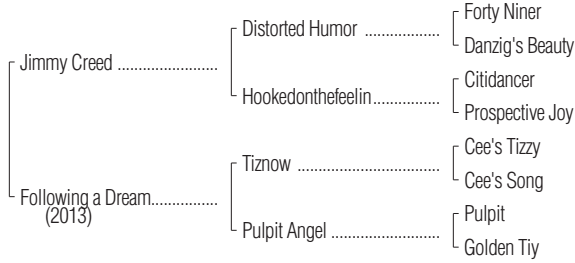 Forty Niner
Distorted Humor ..................
Danzig's Beauty
Jimmy Creed ........................
Citidancer
Hookedonthefeelin................
Prospective Joy
Cee's Tizzy
Tiznow ..................................
Cee's Song
Following a Dream................
(2013)
Pulpit
Pulpit Angel ..........................
Golden Tiy